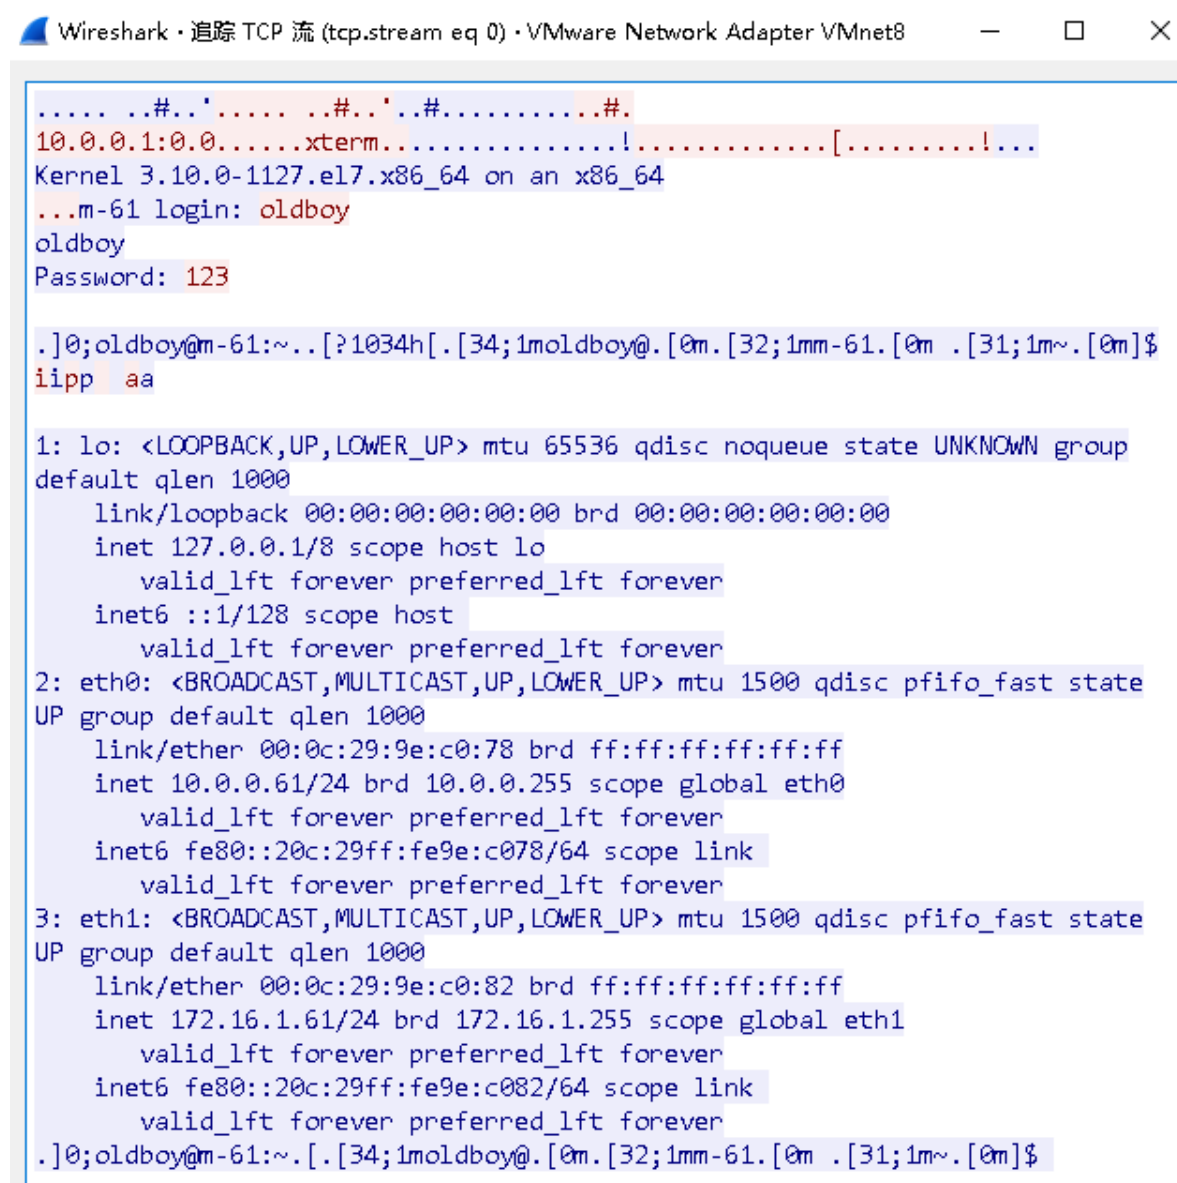 Wireshark · 追踪 TCP 流 (tcp.stream eq 0) · VMware Network Adapter VMnet8
..... ..#..'..... ..#..'..#...........#.
10.0.0.1:0.0......xterm................!.............[.........!...
Kernel 3.10.0-1127.el7.x86_64 on an x86_64
...m-61 login: oldboy
oldboy
Password: 123
.]0;oldboy@m-61:~..[?1034h[.[34;1moldboy@.[0m.[32;1mm-61.[0m .[31;1m~.[0m]$
iipp  aa
1: lo: <LOOPBACK,UP,LOWER_UP> mtu 65536 qdisc noqueue state UNKNOWN group
default qlen 1000
link/loopback 00:00:00:00:00:00 brd 00:00:00:00:00:00
inet 127.0.0.1/8 scope host lo
valid_lft forever preferred_lft forever
inet6 ::1/128 scope host
valid_lft forever preferred_lft forever
2: eth0: <BROADCAST,MULTICAST,UP,LOWER_UP> mtu 1500 qdisc pfifo_fast state
UP group default qlen 1000
link/ether 00:0c:29:9e:c0:78 brd ff:ff:ff:ff:ff:ff
inet 10.0.0.61/24 brd 10.0.0.255 scope global eth0
valid_lft forever preferred_lft forever
inet6 fe80::20c:29ff:fe9e:c078/64 scope link
valid_lft forever preferred_lft forever
3: eth1: <BROADCAST,MULTICAST,UP,LOWER_UP> mtu 1500 qdisc pfifo_fast state
UP group default qlen 1000
link/ether 00:0c:29:9e:c0:82 brd ff:ff:ff:ff:ff:ff
inet 172.16.1.61/24 brd 172.16.1.255 scope global eth1
valid_lft forever preferred_lft forever
inet6 fe80::20c:29ff:fe9e:c082/64 scope link
valid_lft forever preferred_lft forever
.]0;oldboy@m-61:~.[.[34;1moldboy@.[0m.[32;1mm-61.[0m .[31;1m~.[0m]$